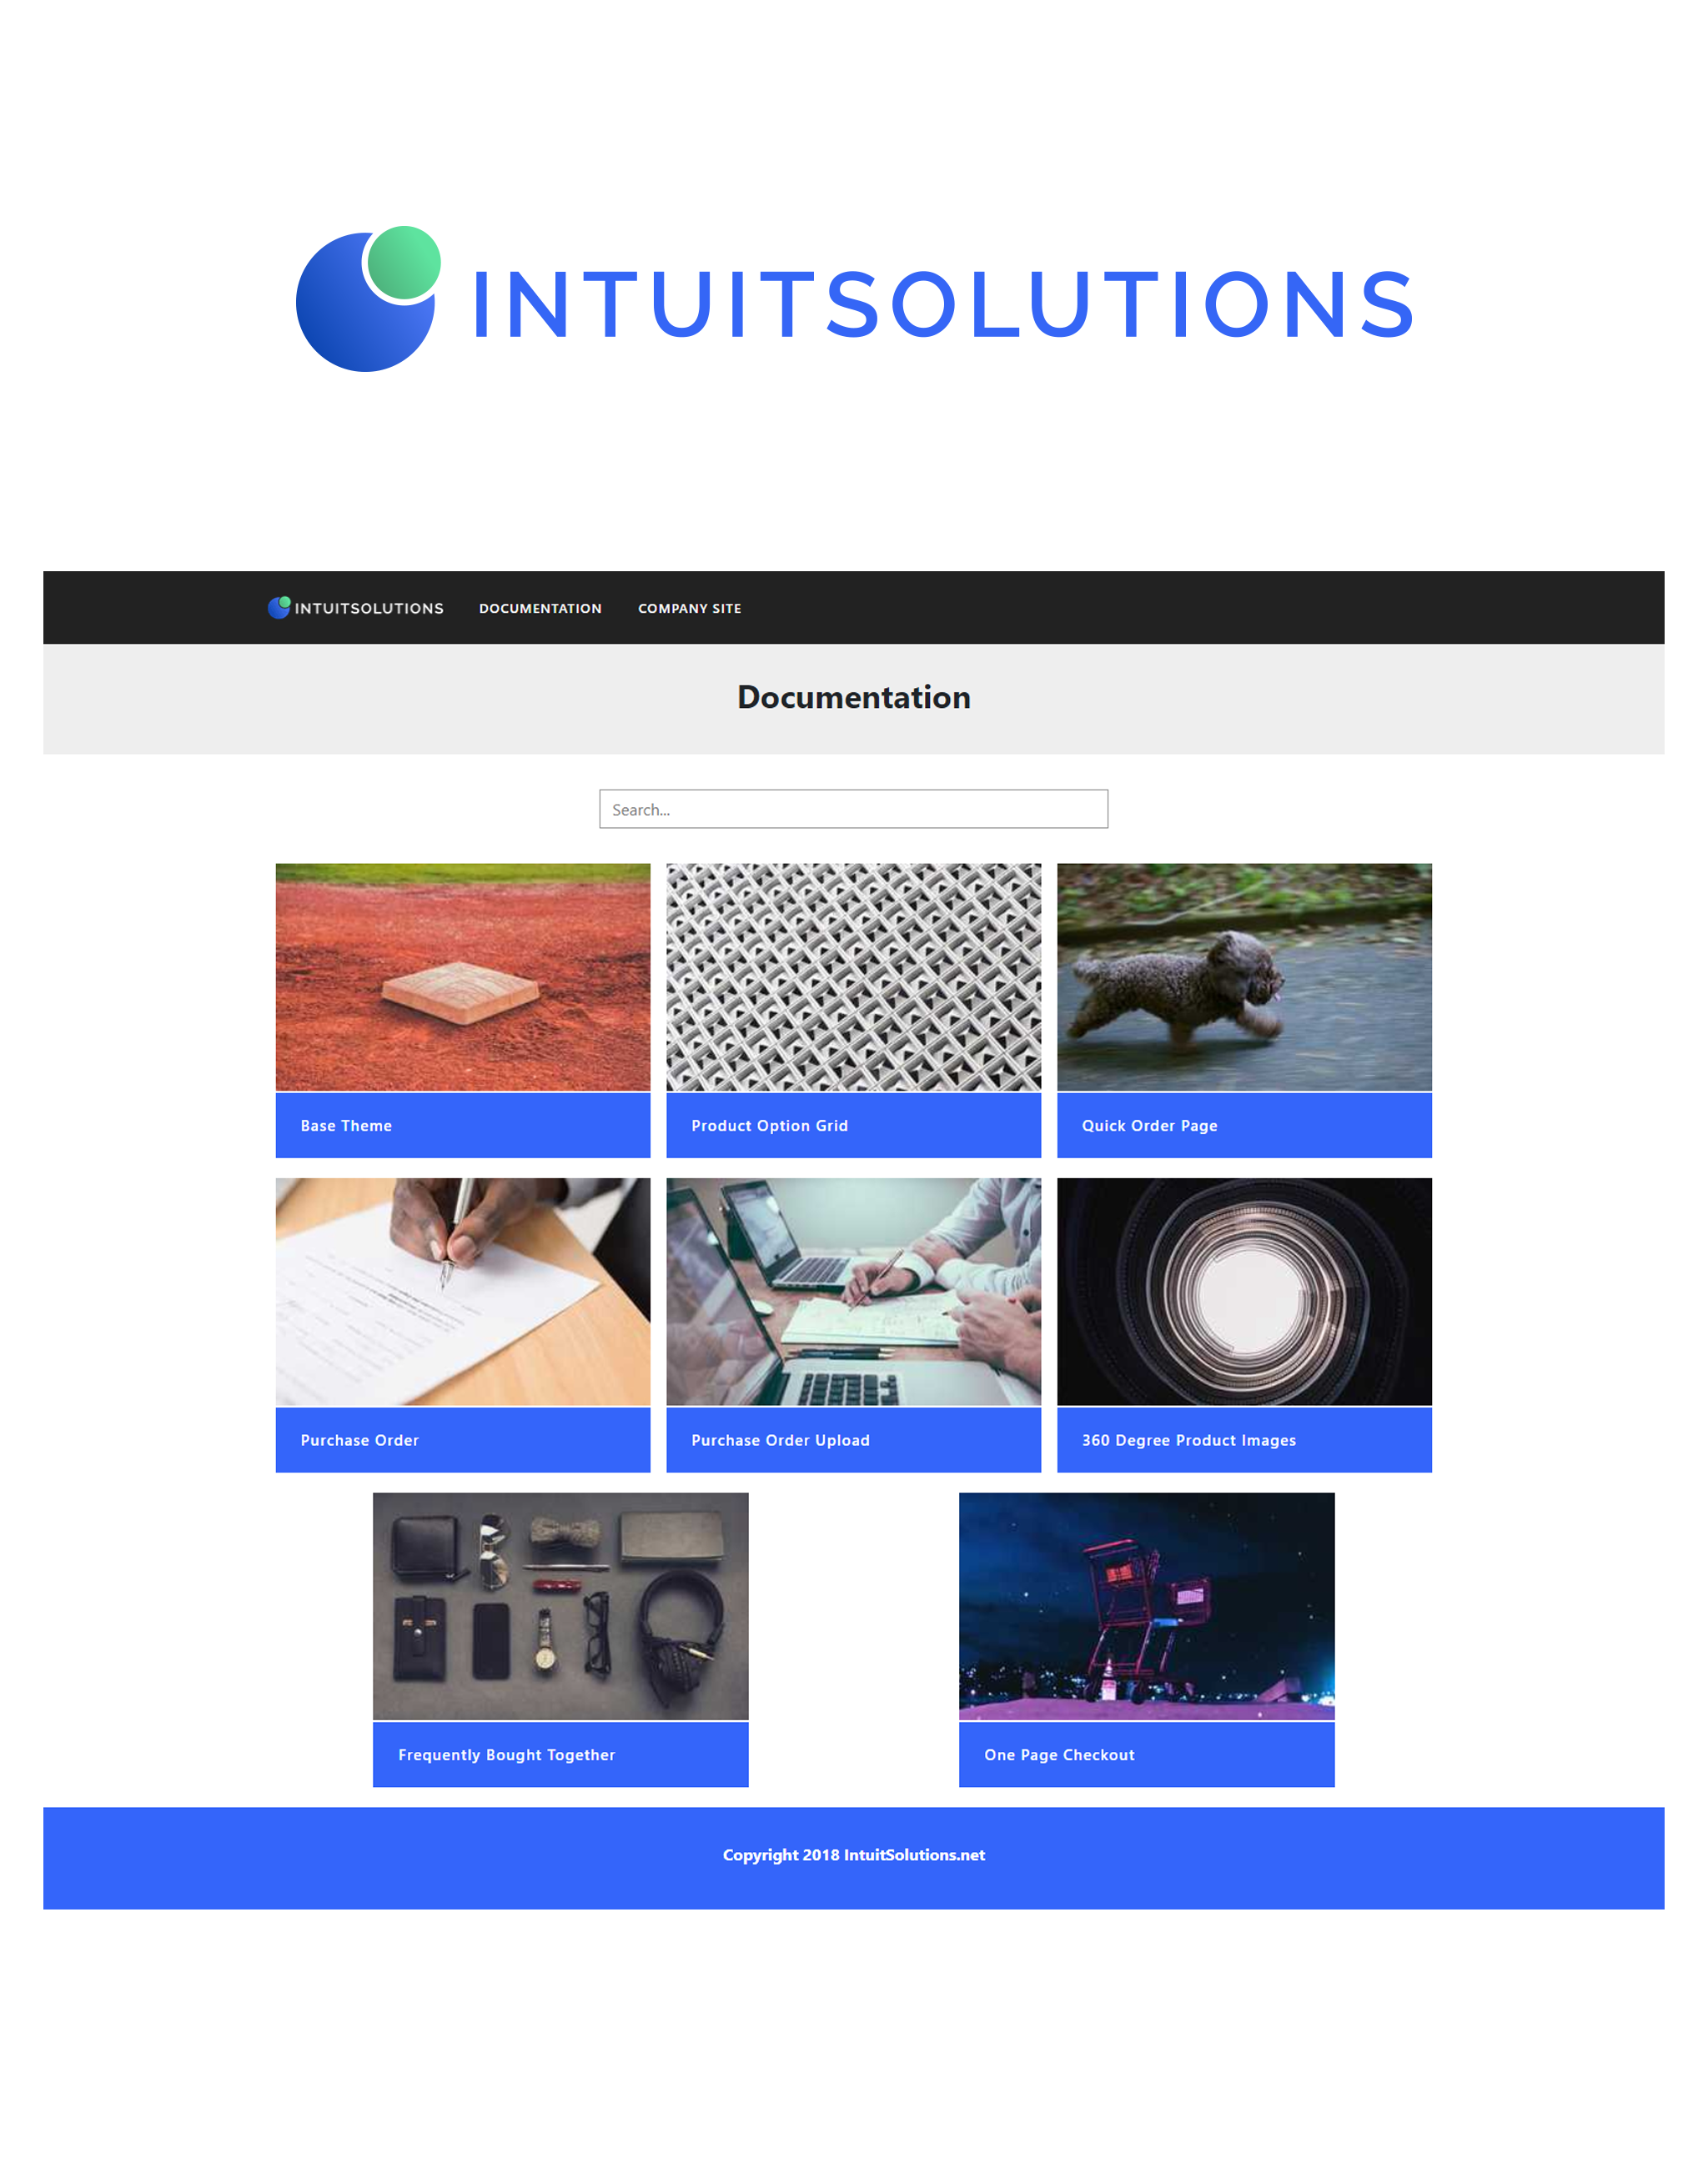 INTUITSOLUTIONS
INTUITSOLUTIONS DOCUMENTATION COMPANY SITE
Documentation
Search...
Base Theme
Product Option Grid
Quick Order Page
Purchase Order
Purchase Order Upload
360 Degree Product Images
Frequently Bought Together
One Page Checkout
Copyright 2018 IntuitSolutions.net